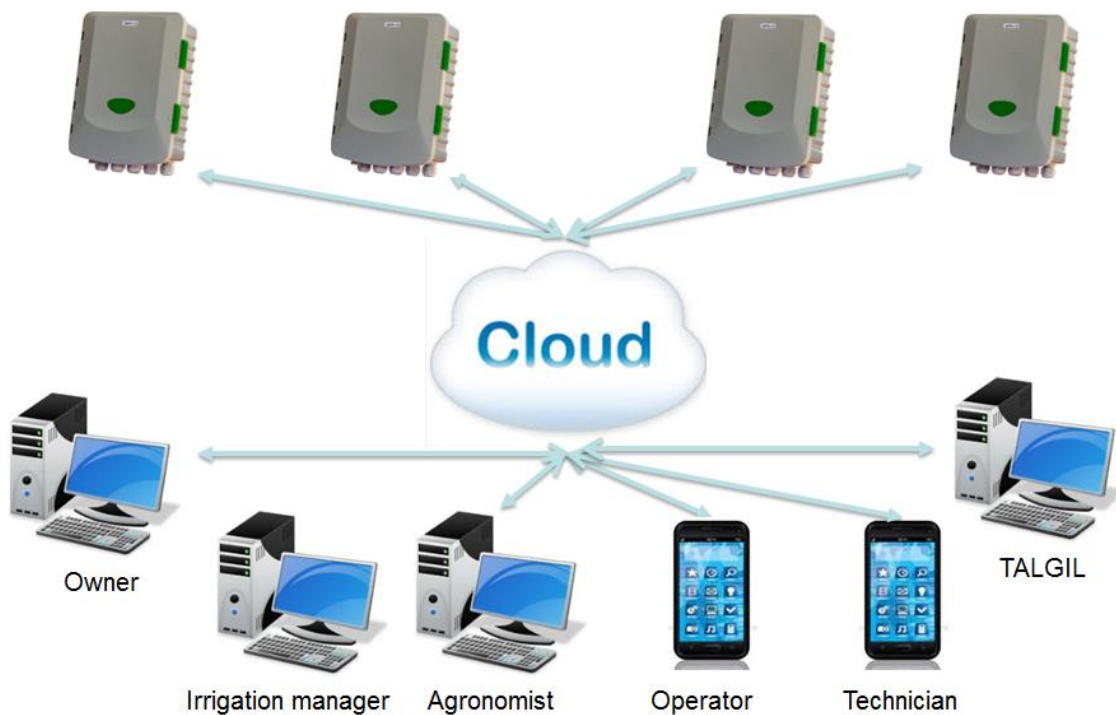 Cloud
Owner
TALGIL
Irrigation manager
Agronomist
Operator
Technician